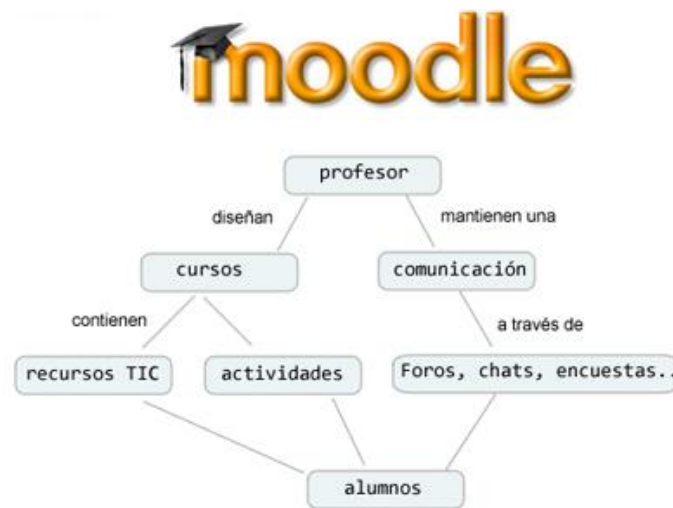 moodle
profesor
diseñan
mantienen una
cursos
comunicación
contienen
a través de
recursos TIC
actividades
Foros, chats, encuestas..
alumnos